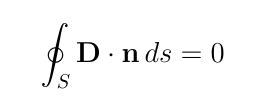 ∮_S D · n ds = 0